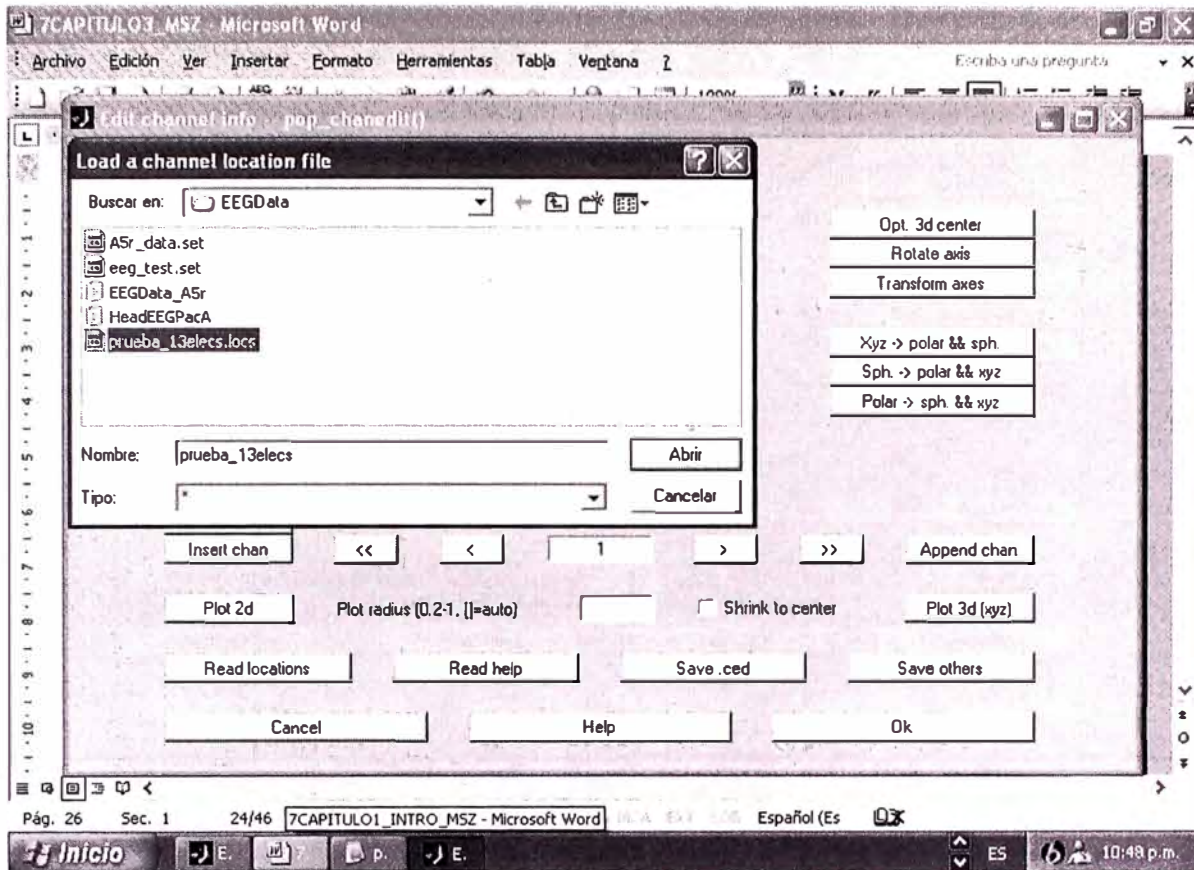 7CAPITULO3_MSZ - Microsoft Word
Archivo Edición Ver Insertar Formato Herramientas Tabla Ventana ?
Escriba una pregunta
100%
Edit channel info -- pop_chanedit()
Load a channel location file
Buscar en: EEGData
A5r_data.set
eeg_test.set
EEGData_A5r
HeadEEGPacA
prueba_13elecs.locs
Nombre: prueba_13elecs Abrir
Tipo: * Cancelar
Opt. 3d center
Rotate axis
Transform axes
Xyz -> polar && sph.
Sph. -> polar && xyz
Polar -> sph. && xyz
Insert chan << < 1 > >> Append chan
Plot 2d Plot radius (0.2-1, []=auto) Shrink to center Plot 3d (xyz)
Read locations Read help Save .ced Save others
Cancel Help Ok
Pág. 26 Sec. 1 24/46 7CAPITULO1_INTRO_MSZ - Microsoft Word Español (Es
Inicio E. 7 p. E. ES 10:48 p.m.